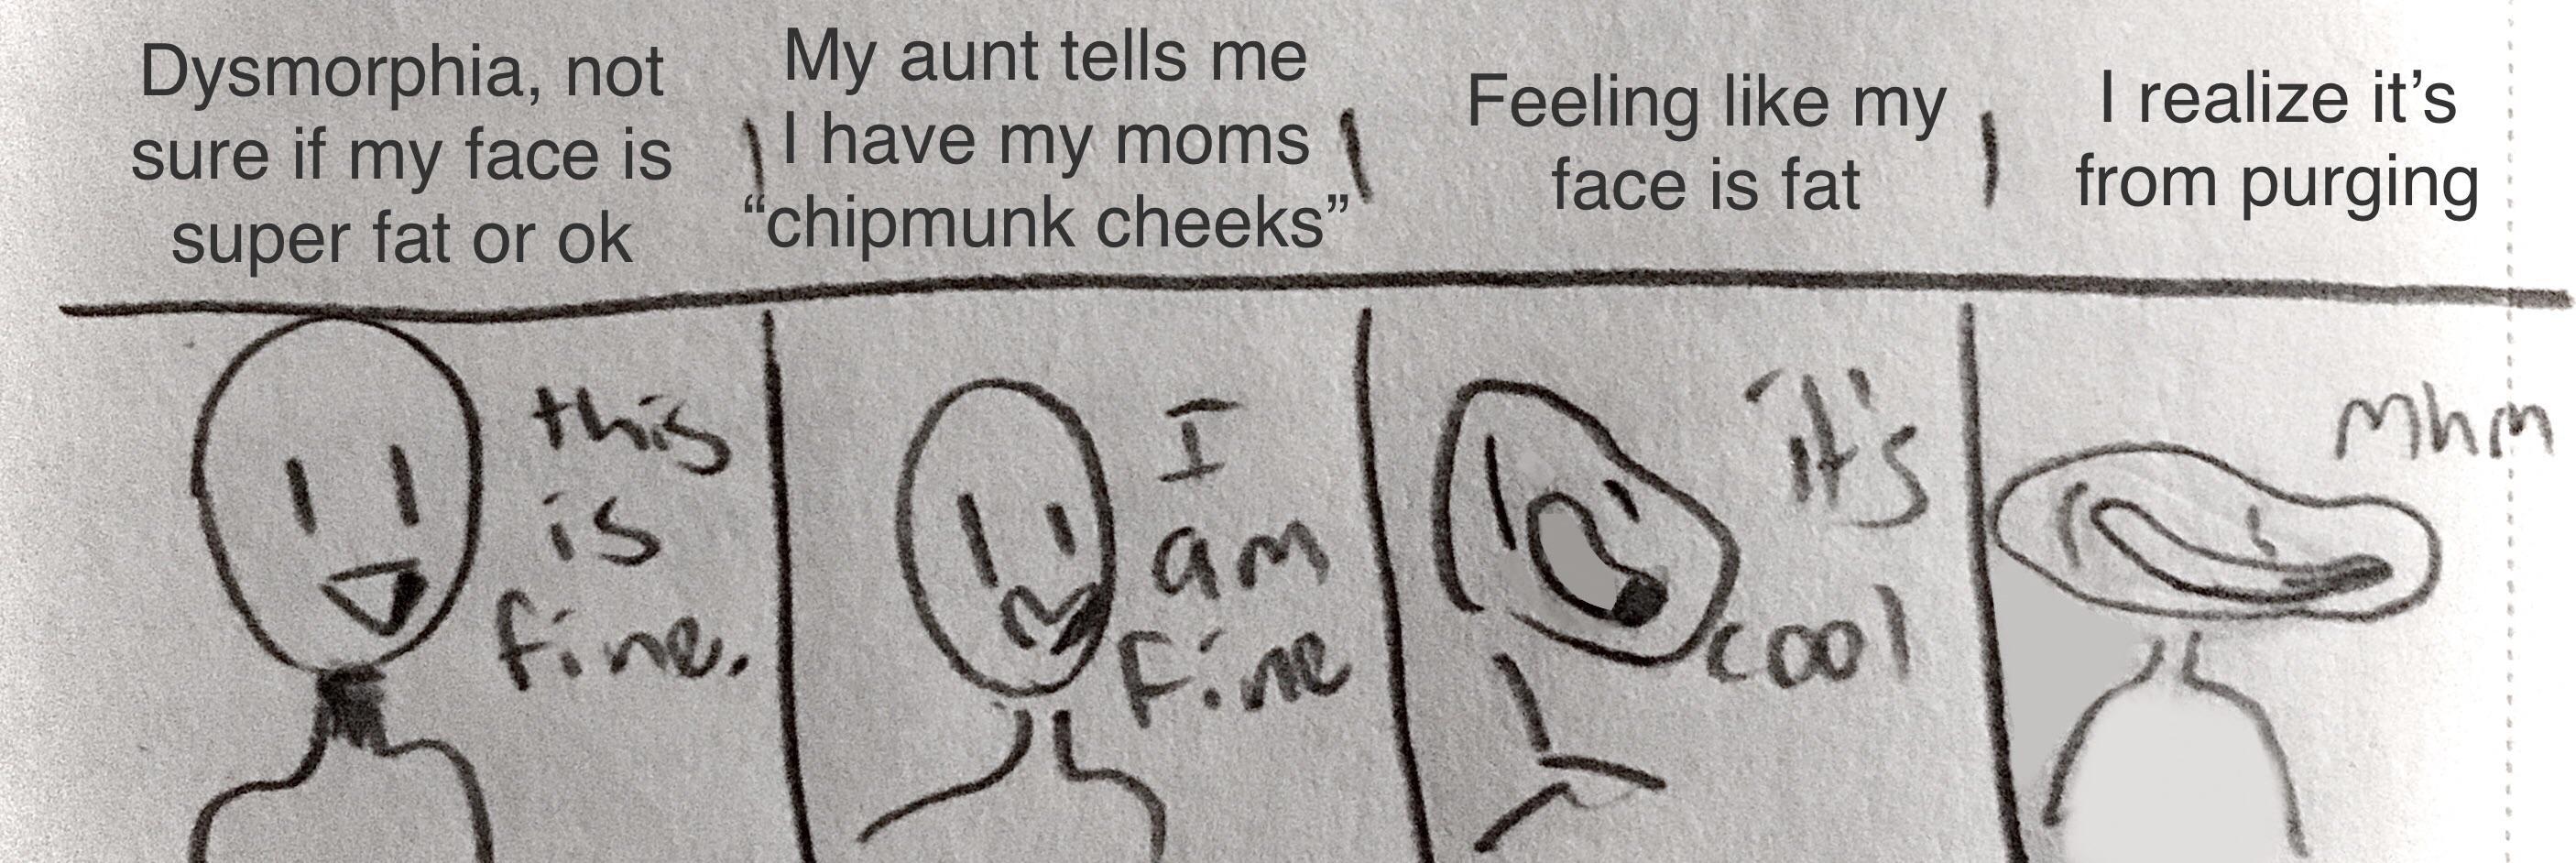 Dysmorphia, not
sure if my face is
super fat or ok
My aunt tells me
I have my moms
“chipmunk cheeks”
Feeling like my
face is fat
I realize it’s
from purging
this
is
fine.
I
am
Fine
it's
cool
Mhm